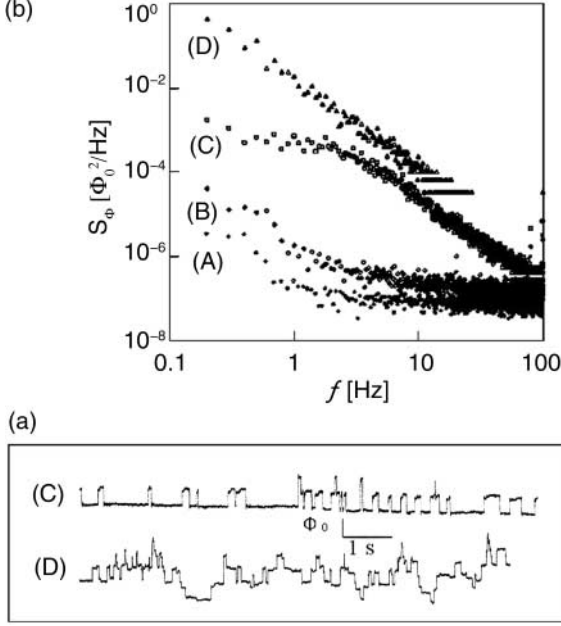 (b)
10⁰
(D)
10⁻²
(C)
10⁻⁴
(B)
10⁻⁶
(A)
10⁻⁸
S_Φ [Φ₀²/Hz]
0.1 1 10 100
f [Hz]
(a)
(C)
Φ₀
1 s
(D)